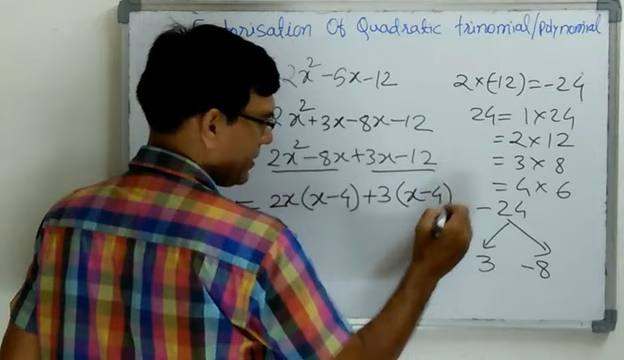 Factorisation Of Quadratic trinomial/polynomial
2x²-5x-12
2x²+3x-8x-12
2x²-8x+3x-12
= 2x(x-4)+3(x-4)
2×(-12)=-24
24=1×24
=2×12
=3×8
=4×6
-24
3 -8